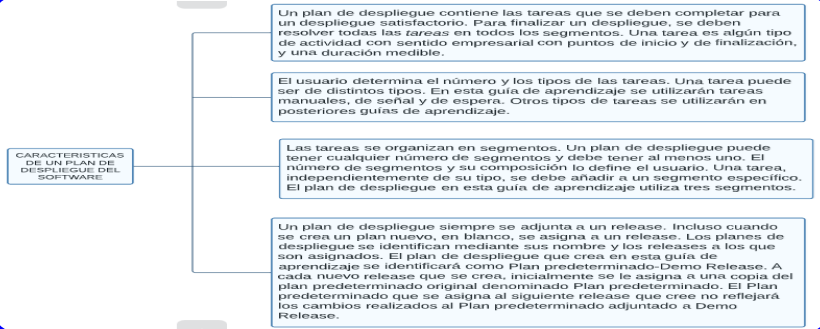 Un plan de despliegue contiene las tareas que se deben completar para
un despliegue satisfactorio. Para finalizar un despliegue, se deben
resolver todas las tareas en todos los segmentos. Una tarea es algún tipo
de actividad con sentido empresarial con puntos de inicio y de finalización,
y una duración medible.
El usuario determina el número y los tipos de las tareas. Una tarea puede
ser de distintos tipos. En esta guía de aprendizaje se utilizarán tareas
manuales, de señal y de espera. Otros tipos de tareas se utilizarán en
posteriores guías de aprendizaje.
CARACTERISTICAS
DE UN PLAN DE
DESPLIEGUE DEL
SOFTWARE
Las tareas se organizan en segmentos. Un plan de despliegue puede
tener cualquier número de segmentos y debe tener al menos uno. El
número de segmentos y su composición lo define el usuario. Una tarea,
independientemente de su tipo, se debe añadir a un segmento específico.
El plan de despliegue en esta guía de aprendizaje utiliza tres segmentos.
Un plan de despliegue siempre se adjunta a un release. Incluso cuando
se crea un plan nuevo, en blanco, se asigna a un release. Los planes de
despliegue se identifican mediante sus nombre y los releases a los que
son asignados. El plan de despliegue que crea en esta guía de
aprendizaje se identificará como Plan predeterminado-Demo Release. A
cada nuevo release que se crea, inicialmente se le asigna a una copia del
plan predeterminado original denominado Plan predeterminado. El Plan
predeterminado que se asigna al siguiente release que cree no reflejará
los cambios realizados al Plan predeterminado adjuntado a Demo
Release.